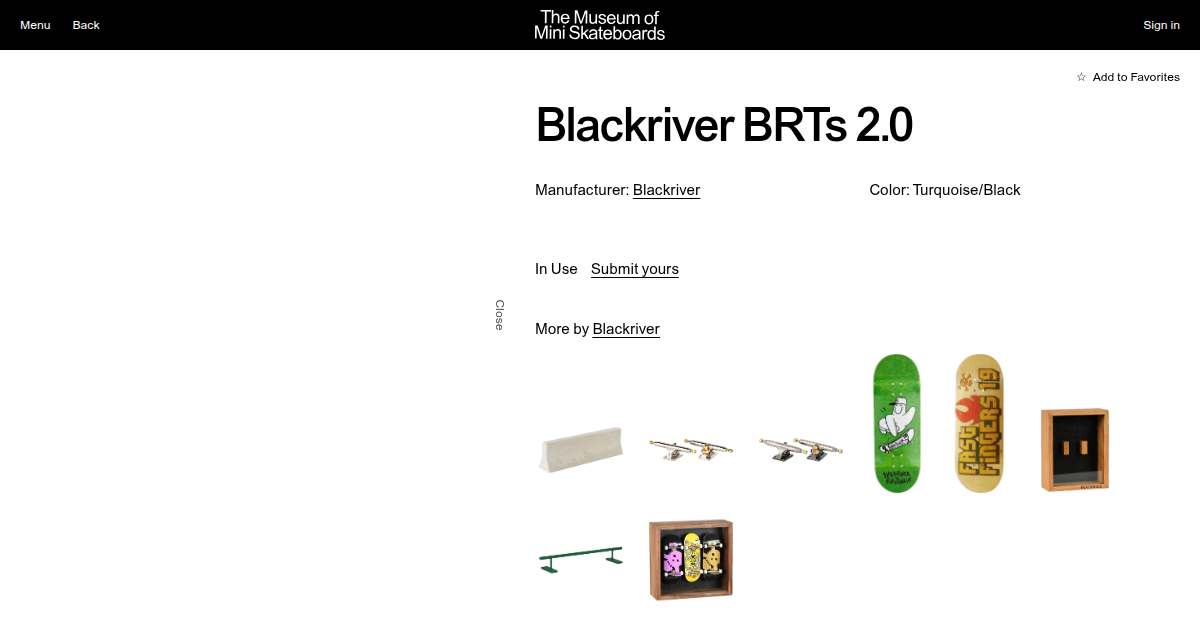 Menu
Back
The Museum of
Mini Skateboards
Sign in
☆ Add to Favorites
Blackriver BRTs 2.0
Manufacturer: Blackriver
Color: Turquoise/Black
In Use Submit yours
Close
More by Blackriver
FAST
FINGERS 19